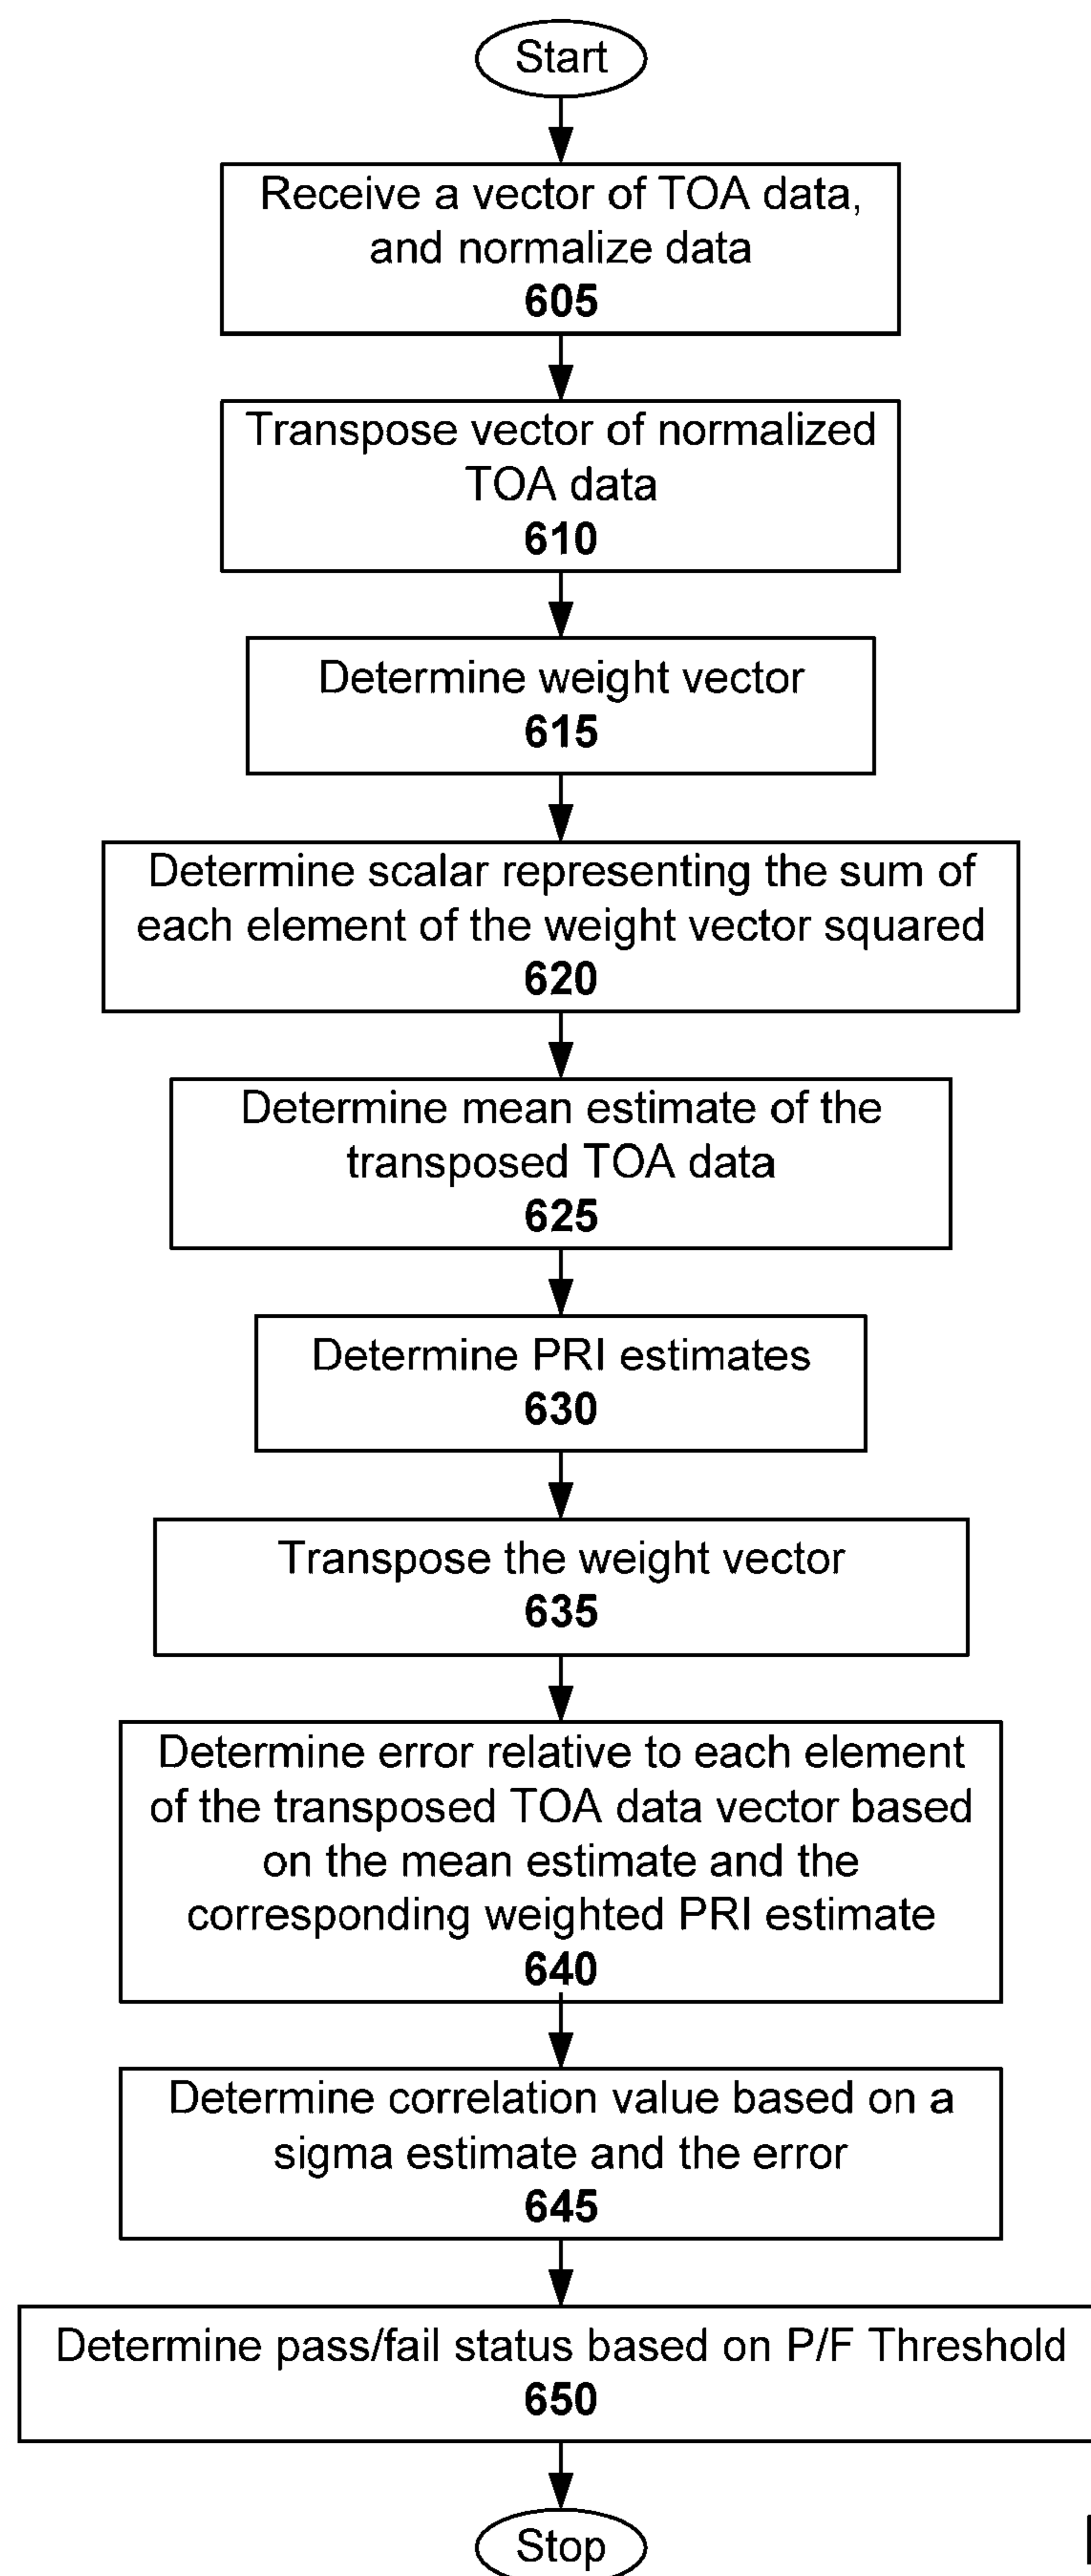 Start
Receive a vector of TOA data,
and normalize data
605
Transpose vector of normalized
TOA data
610
Determine weight vector
615
Determine scalar representing the sum of
each element of the weight vector squared
620
Determine mean estimate of the
transposed TOA data
625
Determine PRI estimates
630
Transpose the weight vector
635
Determine error relative to each element
of the transposed TOA data vector based
on the mean estimate and the
corresponding weighted PRI estimate
640
Determine correlation value based on a
sigma estimate and the error
645
Determine pass/fail status based on P/F Threshold
650
Stop